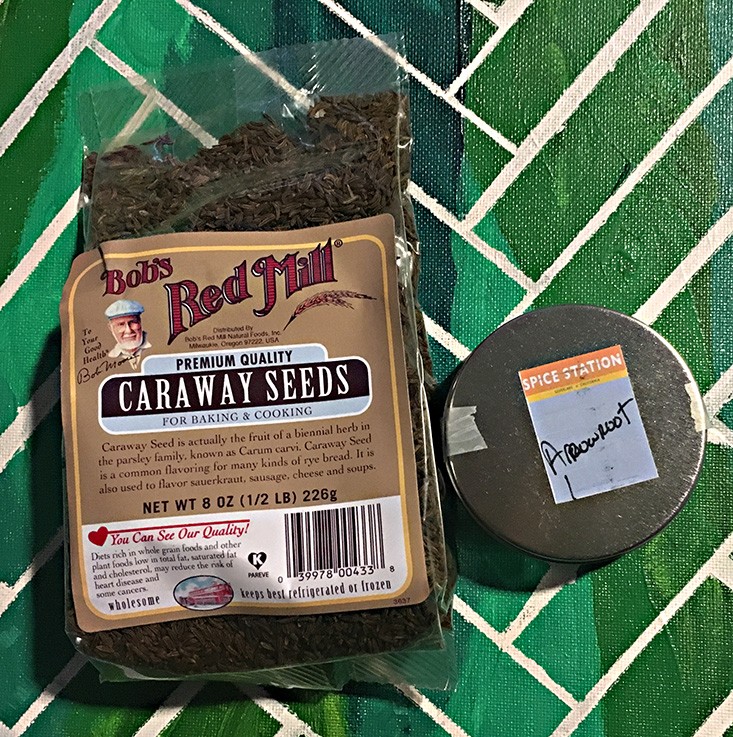 Bob's
Red Mill®
To
Your
Good
Health
Distributed By
Bob's Red Mill Natural Foods, Inc.
Milwaukie, Oregon 97222, USA
PREMIUM QUALITY
CARAWAY SEEDS
FOR BAKING & COOKING
Caraway Seed is actually the fruit of a biennial herb in
the parsley family, known as Carum carvi. Caraway Seed
is a common flavoring for many kinds of rye bread. It is
also used to flavor sauerkraut, sausage, cheese and soups.
NET WT 8 OZ (1/2 LB) 226g
You Can See Our Quality!
Diets rich in whole grain foods and other
plant foods low in total fat, saturated fat
and cholesterol, may reduce the risk of
heart disease and
some cancers.
K
PAREVE
0 39978 00433 8
wholesome
keeps best refrigerated or frozen
SPICE STATION
ARROWROOT